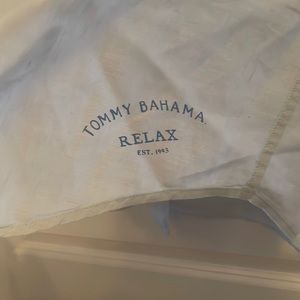 TOMMY BAHAMA
RELAX
EST. 1993